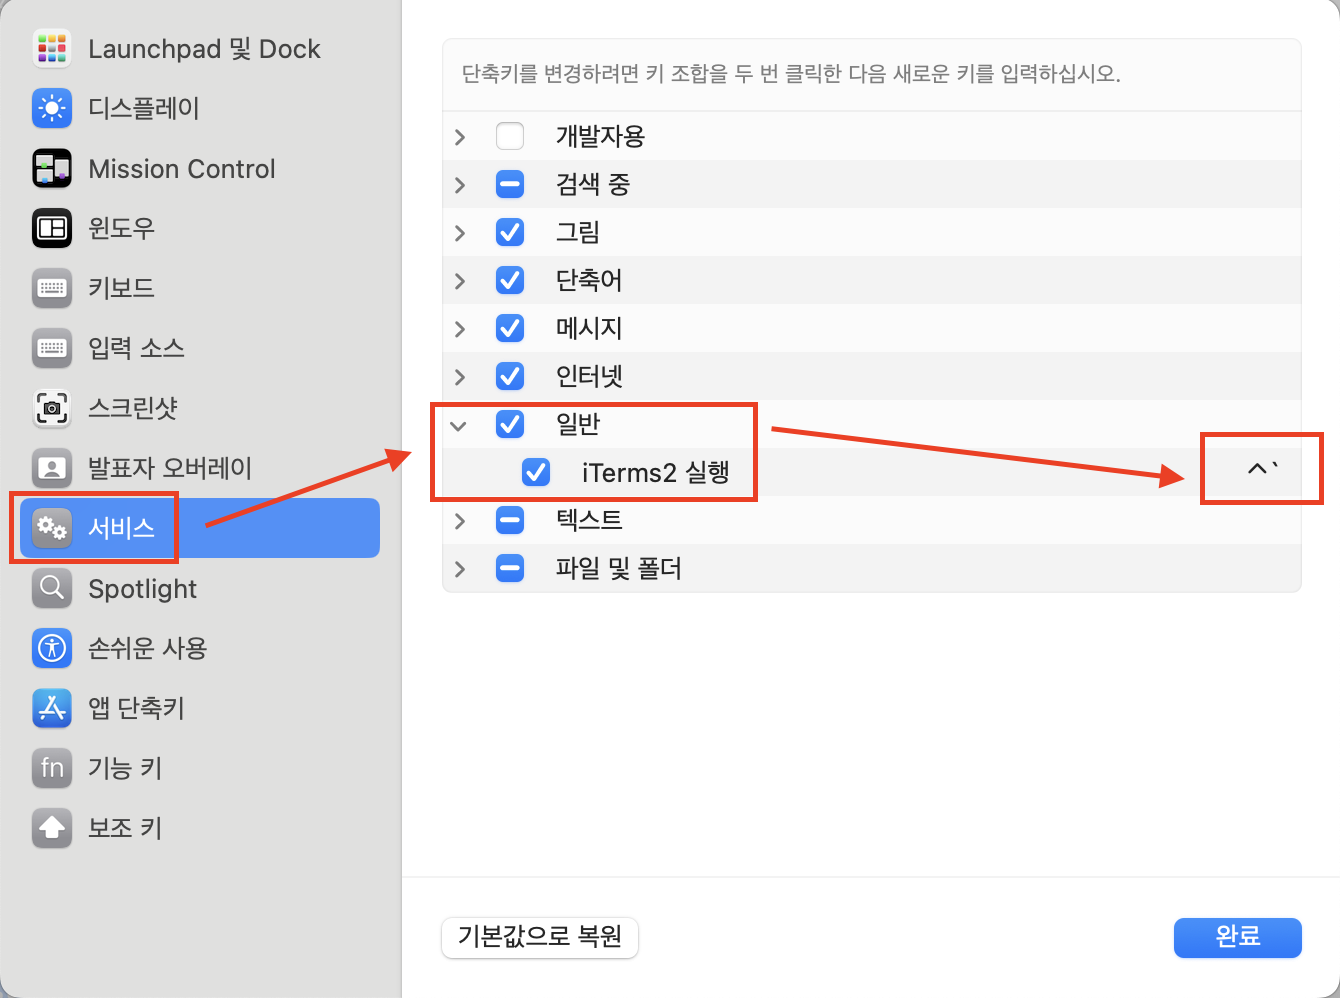 Launchpad 및 Dock
디스플레이
Mission Control
윈도우
키보드
입력 소스
스크린샷
발표자 오버레이
서비스
Spotlight
손쉬운 사용
앱 단축키
fn 기능 키
보조 키
단축키를 변경하려면 키 조합을 두 번 클릭한 다음 새로운 키를 입력하십시오.
개발자용
검색 중
그림
단축어
메시지
인터넷
일반
iTerms2 실행 ^`
텍스트
파일 및 폴더
기본값으로 복원
완료